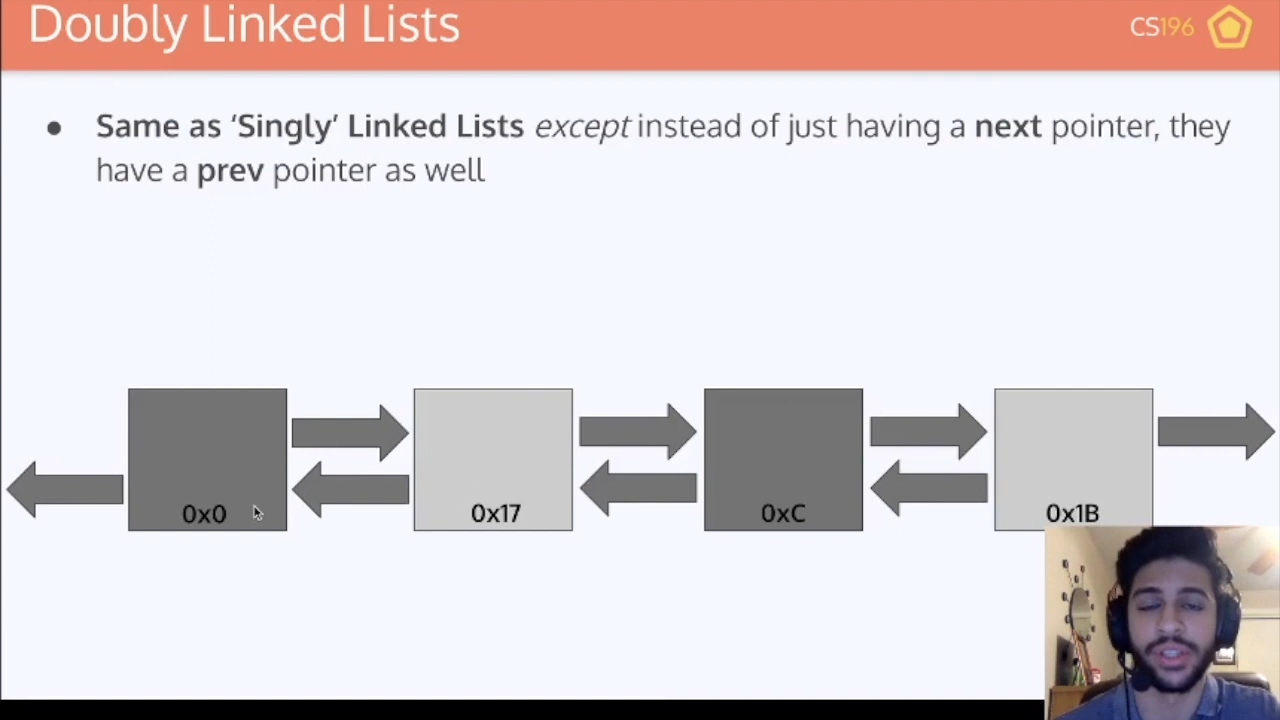 Doubly Linked Lists
CS196
● Same as ‘Singly’ Linked Lists except instead of just having a next pointer, they
have a prev pointer as well
0x0 0x17 0xC 0x1B